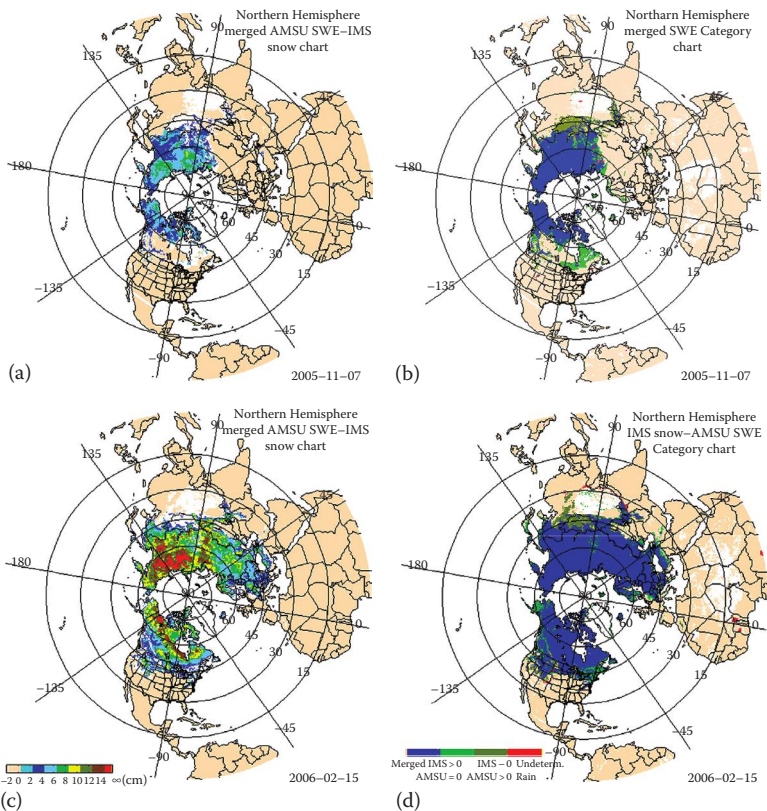 Northern Hemisphere
merged AMSU SWE–IMS
snow chart
90
135
45
180
0
60
45
30
15
−135
−45
−90
(a)
2005–11–07
Northarn Hemisphere
merged SWE Category
chart
90
135
45
180
0
60
45
30
15
−135
−45
−90
(b)
2005–11–07
Northern Hemisphere
merged AMSU SWE–IMS
snow chart
90
135
45
180
0
60
45
30
15
−135
−45
−90
−2 0 2 4 6 8 10 12 14 ∞(cm)
(c)
2006–02–15
Northern Hemisphere
IMS snow–AMSU SWE
Category chart
90
135
45
180
0
60
45
30
15
−135
−45
−90
Merged IMS > 0 IMS − 0 Undeterm.
AMSU = 0 AMSU > 0 Rain
(d)
2006–02–15